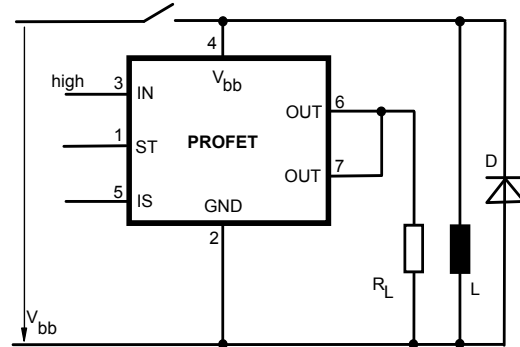 4
V bb
high
3
IN
OUT
6
1
ST
PROFET
D
OUT
7
5
IS
GND
2
R L
L
V bb